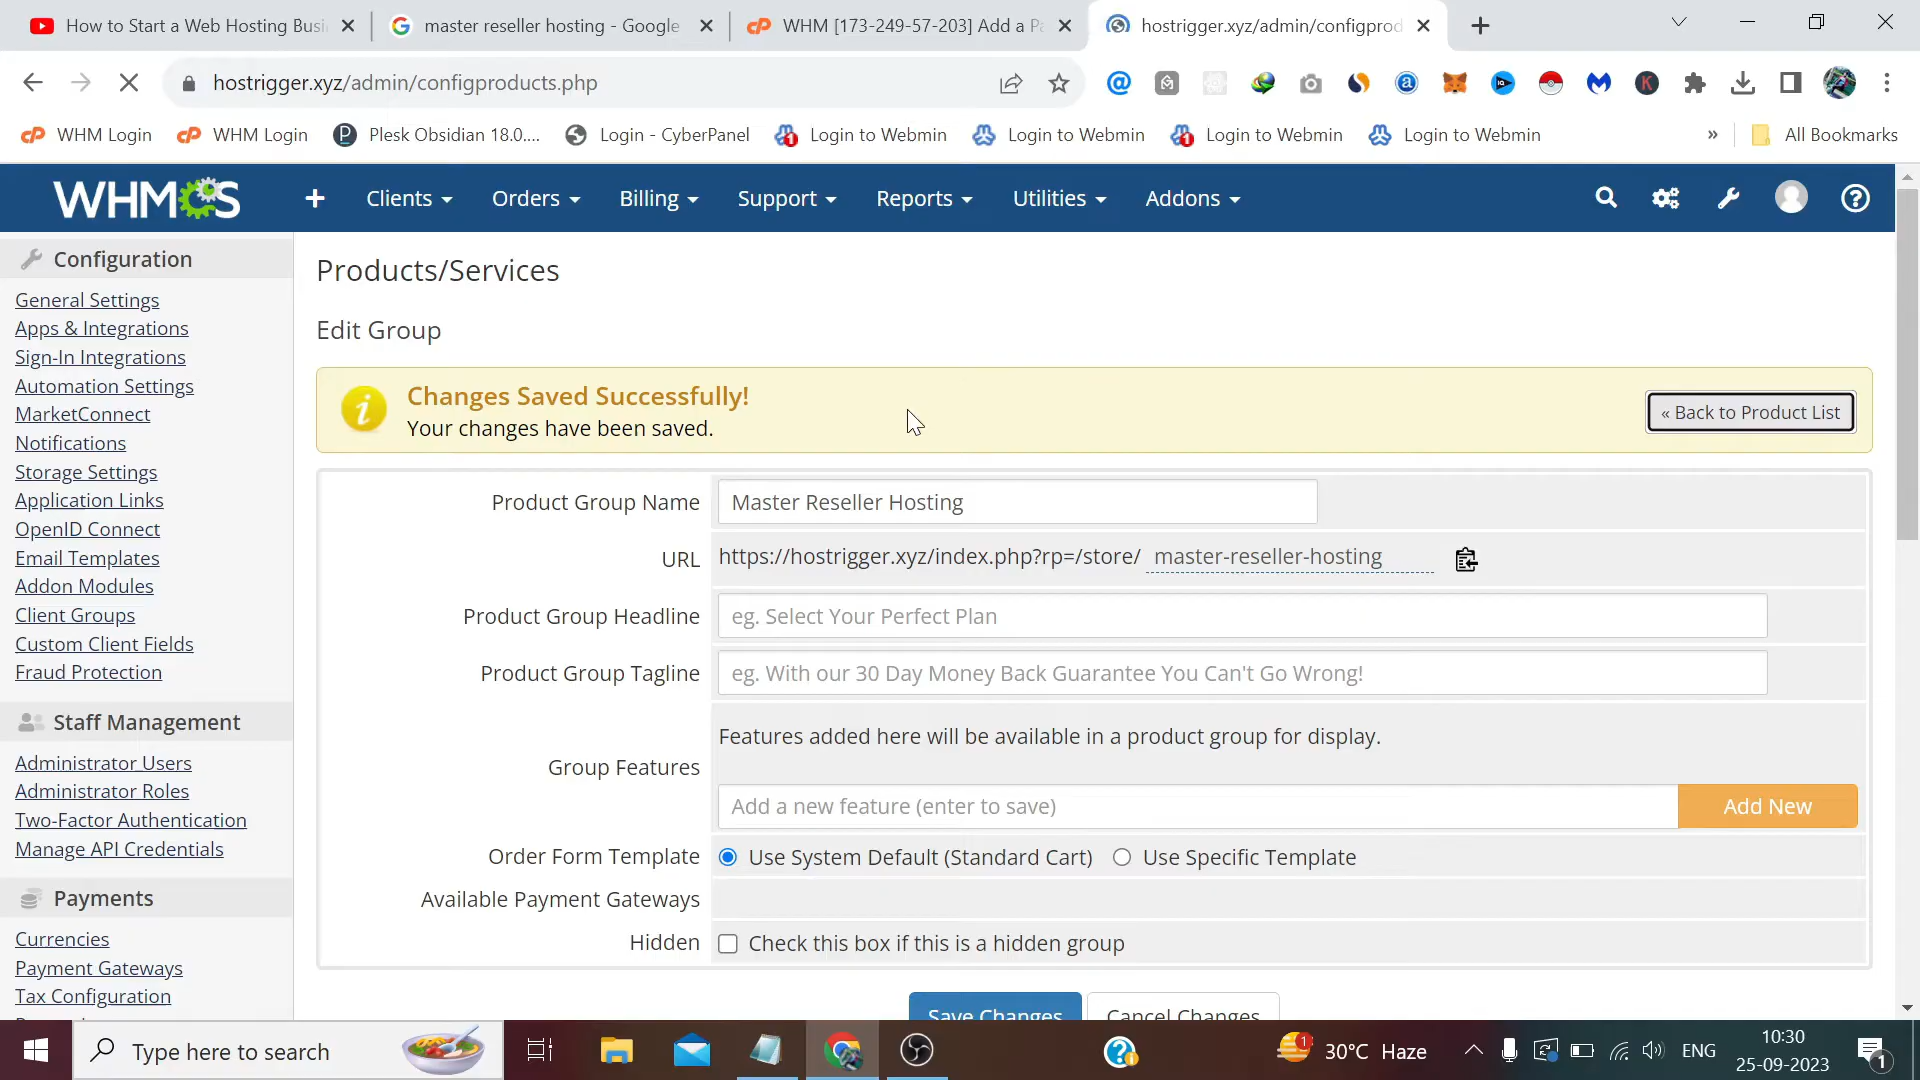 How to Start a Web Hosting Busi
master reseller hosting - Google
WHM [173-249-57-203] Add a Pa
hostrigger.xyz/admin/configprod
hostrigger.xyz/admin/configproducts.php
WHM Login
WHM Login
Plesk Obsidian 18.0....
Login - CyberPanel
Login to Webmin
Login to Webmin
Login to Webmin
Login to Webmin
»
All Bookmarks
WHMCS
Clients
Orders
Billing
Support
Reports
Utilities
Addons
Configuration
General Settings
Apps & Integrations
Sign-In Integrations
Automation Settings
MarketConnect
Notifications
Storage Settings
Application Links
OpenID Connect
Email Templates
Addon Modules
Client Groups
Custom Client Fields
Fraud Protection
Staff Management
Administrator Users
Administrator Roles
Two-Factor Authentication
Manage API Credentials
Payments
Currencies
Payment Gateways
Tax Configuration
Products/Services
Edit Group
Changes Saved Successfully!
Your changes have been saved.
« Back to Product List
Product Group Name
Master Reseller Hosting
URL
https://hostrigger.xyz/index.php?rp=/store/ master-reseller-hosting
Product Group Headline
eg. Select Your Perfect Plan
Product Group Tagline
eg. With our 30 Day Money Back Guarantee You Can't Go Wrong!
Group Features
Features added here will be available in a product group for display.
Add a new feature (enter to save)
Add New
Order Form Template
Use System Default (Standard Cart)
Use Specific Template
Available Payment Gateways
Hidden
Check this box if this is a hidden group
Save Changes
Cancel Changes
Type here to search
30°C Haze
ENG
10:30
25-09-2023